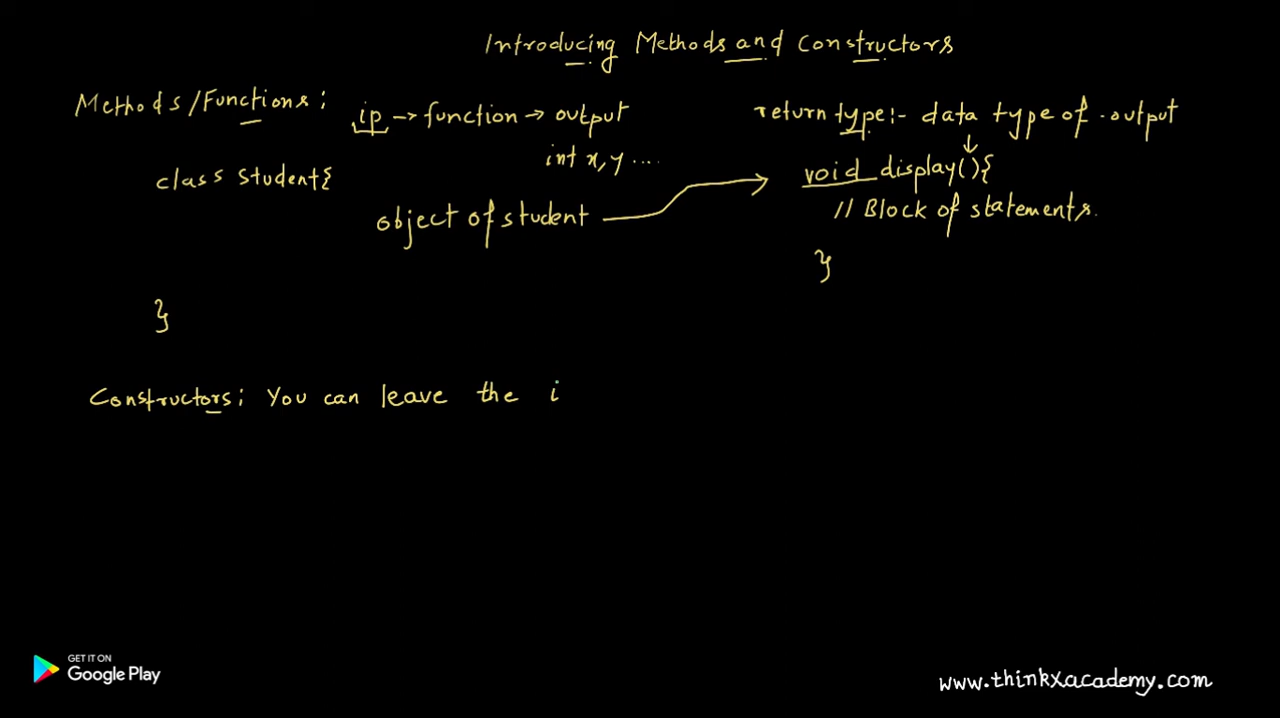 Introducing Methods and Constructors
Methods/Functions:
ip → function → output
int x, y ....
return type:- data type of output
class Student{
object of student
void display(){
// Block of statements.
}
}
Constructors: You can leave the i
GET IT ON
Google Play
www.thinkxacademy.com